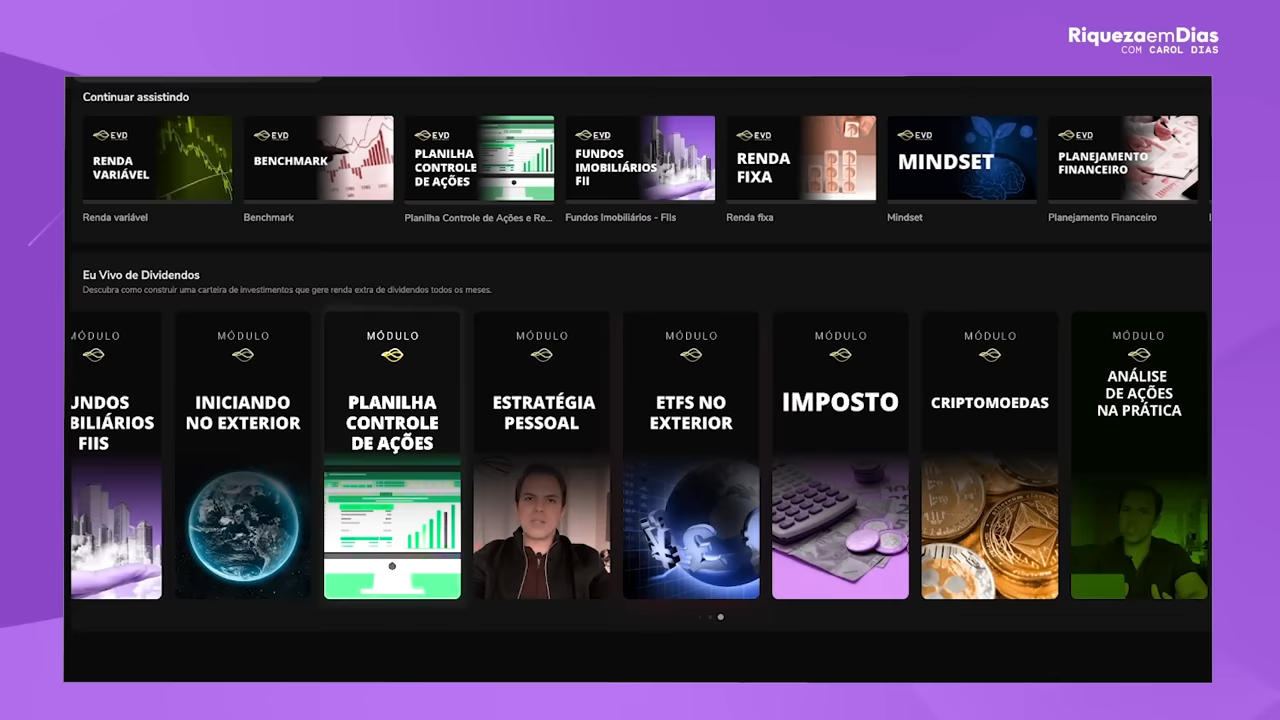 RiquezaemDias
COM CAROL DIAS
Continuar assistindo
EVD
RENDA
VARIÁVEL
EVD
BENCHMARK
EVD
PLANILHA
CONTROLE
DE AÇÕES
EVD
FUNDOS
IMOBILIÁRIOS
FII
EVD
RENDA
FIXA
EVD
MINDSET
EVD
PLANEJAMENTO
FINANCEIRO
Renda variável
Benchmark
Planilha Controle de Ações e Re...
Fundos Imobiliários - FIIs
Renda fixa
Mindset
Planejamento Financeiro
Eu Vivo de Dividendos
Descubra como construir uma carteira de investimentos que gere renda extra de dividendos todos os meses.
MÓDULO
UNDOS
BILIÁRIOS
FIIS
MÓDULO
INICIANDO
NO EXTERIOR
MÓDULO
PLANILHA
CONTROLE
DE AÇÕES
MÓDULO
ESTRATÉGIA
PESSOAL
MÓDULO
ETFS NO
EXTERIOR
MÓDULO
IMPOSTO
MÓDULO
CRIPTOMOEDAS
MÓDULO
ANÁLISE
DE AÇÕES
NA PRÁTICA